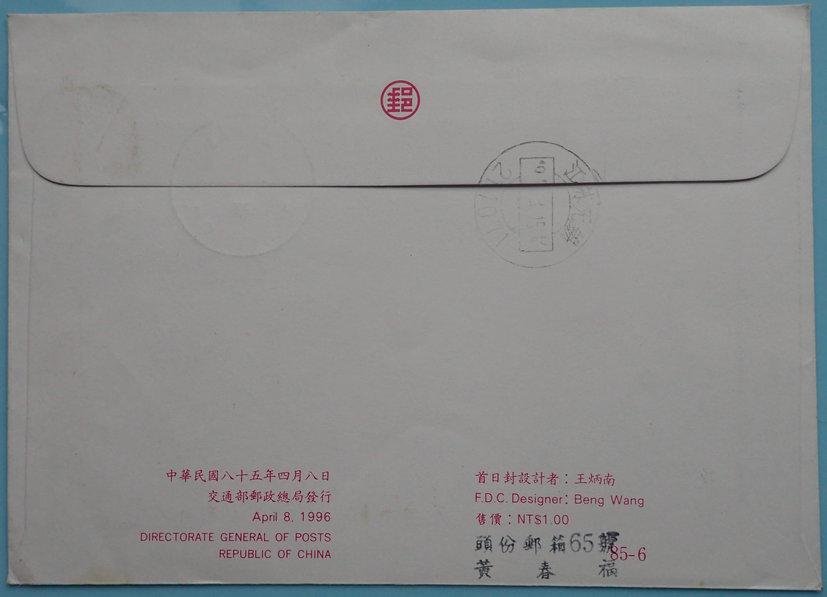 郵
中華民國八十五年四月八日
交通部郵政總局發行
April 8, 1996
DIRECTORATE GENERAL OF POSTS
REPUBLIC OF CHINA
首日封設計者：王炳南
F.D.C. Designer: Beng Wang
售價：NT$1.00
頭份郵箱65號
85-6
黃春福